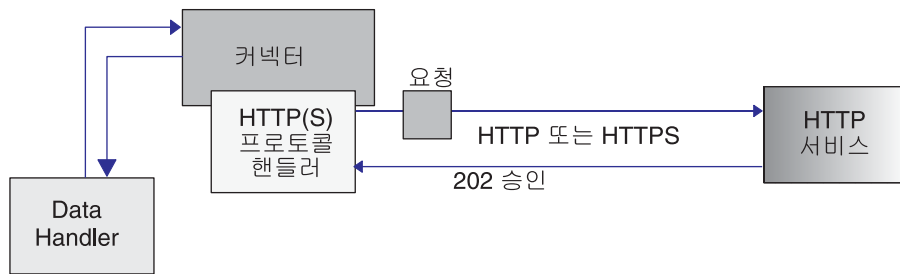 커넥터
요청
HTTP(S)
프로토콜
핸들러
HTTP 또는 HTTPS
202 승인
HTTP
서비스
Data
Handler